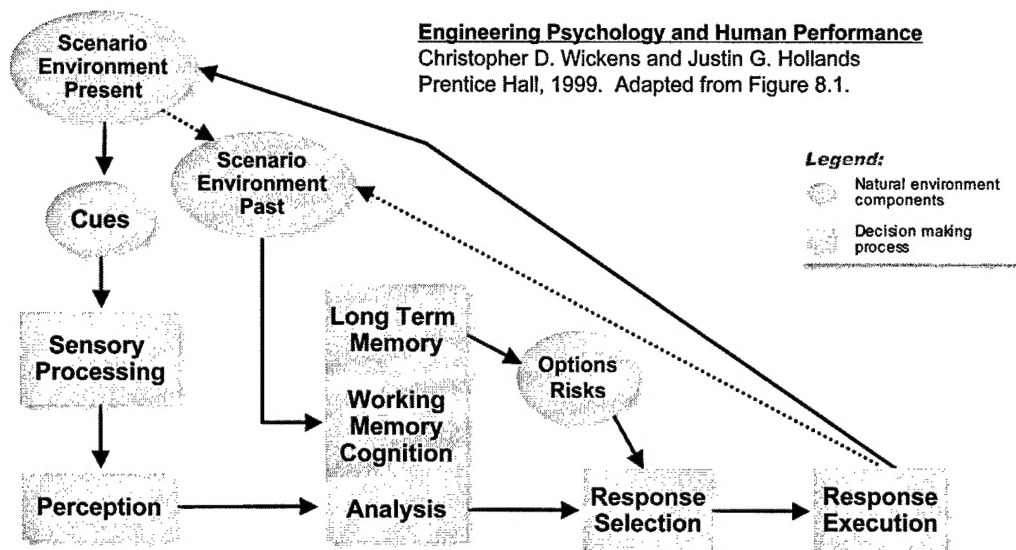 Engineering Psychology and Human Performance
Christopher D. Wickens and Justin G. Hollands
Prentice Hall, 1999. Adapted from Figure 8.1.
Scenario
Environment
Present
Scenario
Environment
Past
Legend:
Natural environment
components
Decision making
process
Cues
Sensory
Processing
Long Term
Memory
Options
Risks
Working
Memory
Cognition
Perception
Analysis
Response
Selection
Response
Execution